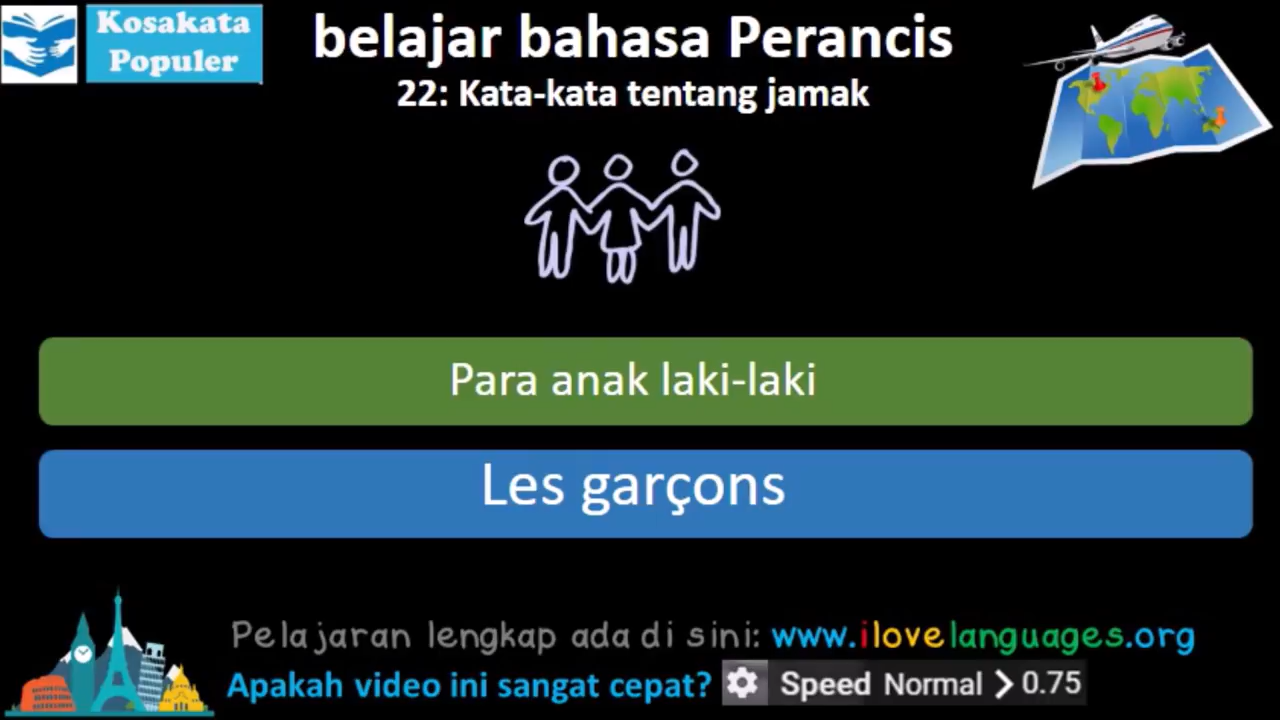 Kosakata
Populer
belajar bahasa Perancis
22: Kata-kata tentang jamak
Para anak laki-laki
Les garçons
Pelajaran lengkap ada di sini: www.ilovelanguages.org
Apakah video ini sangat cepat? Speed Normal > 0.75